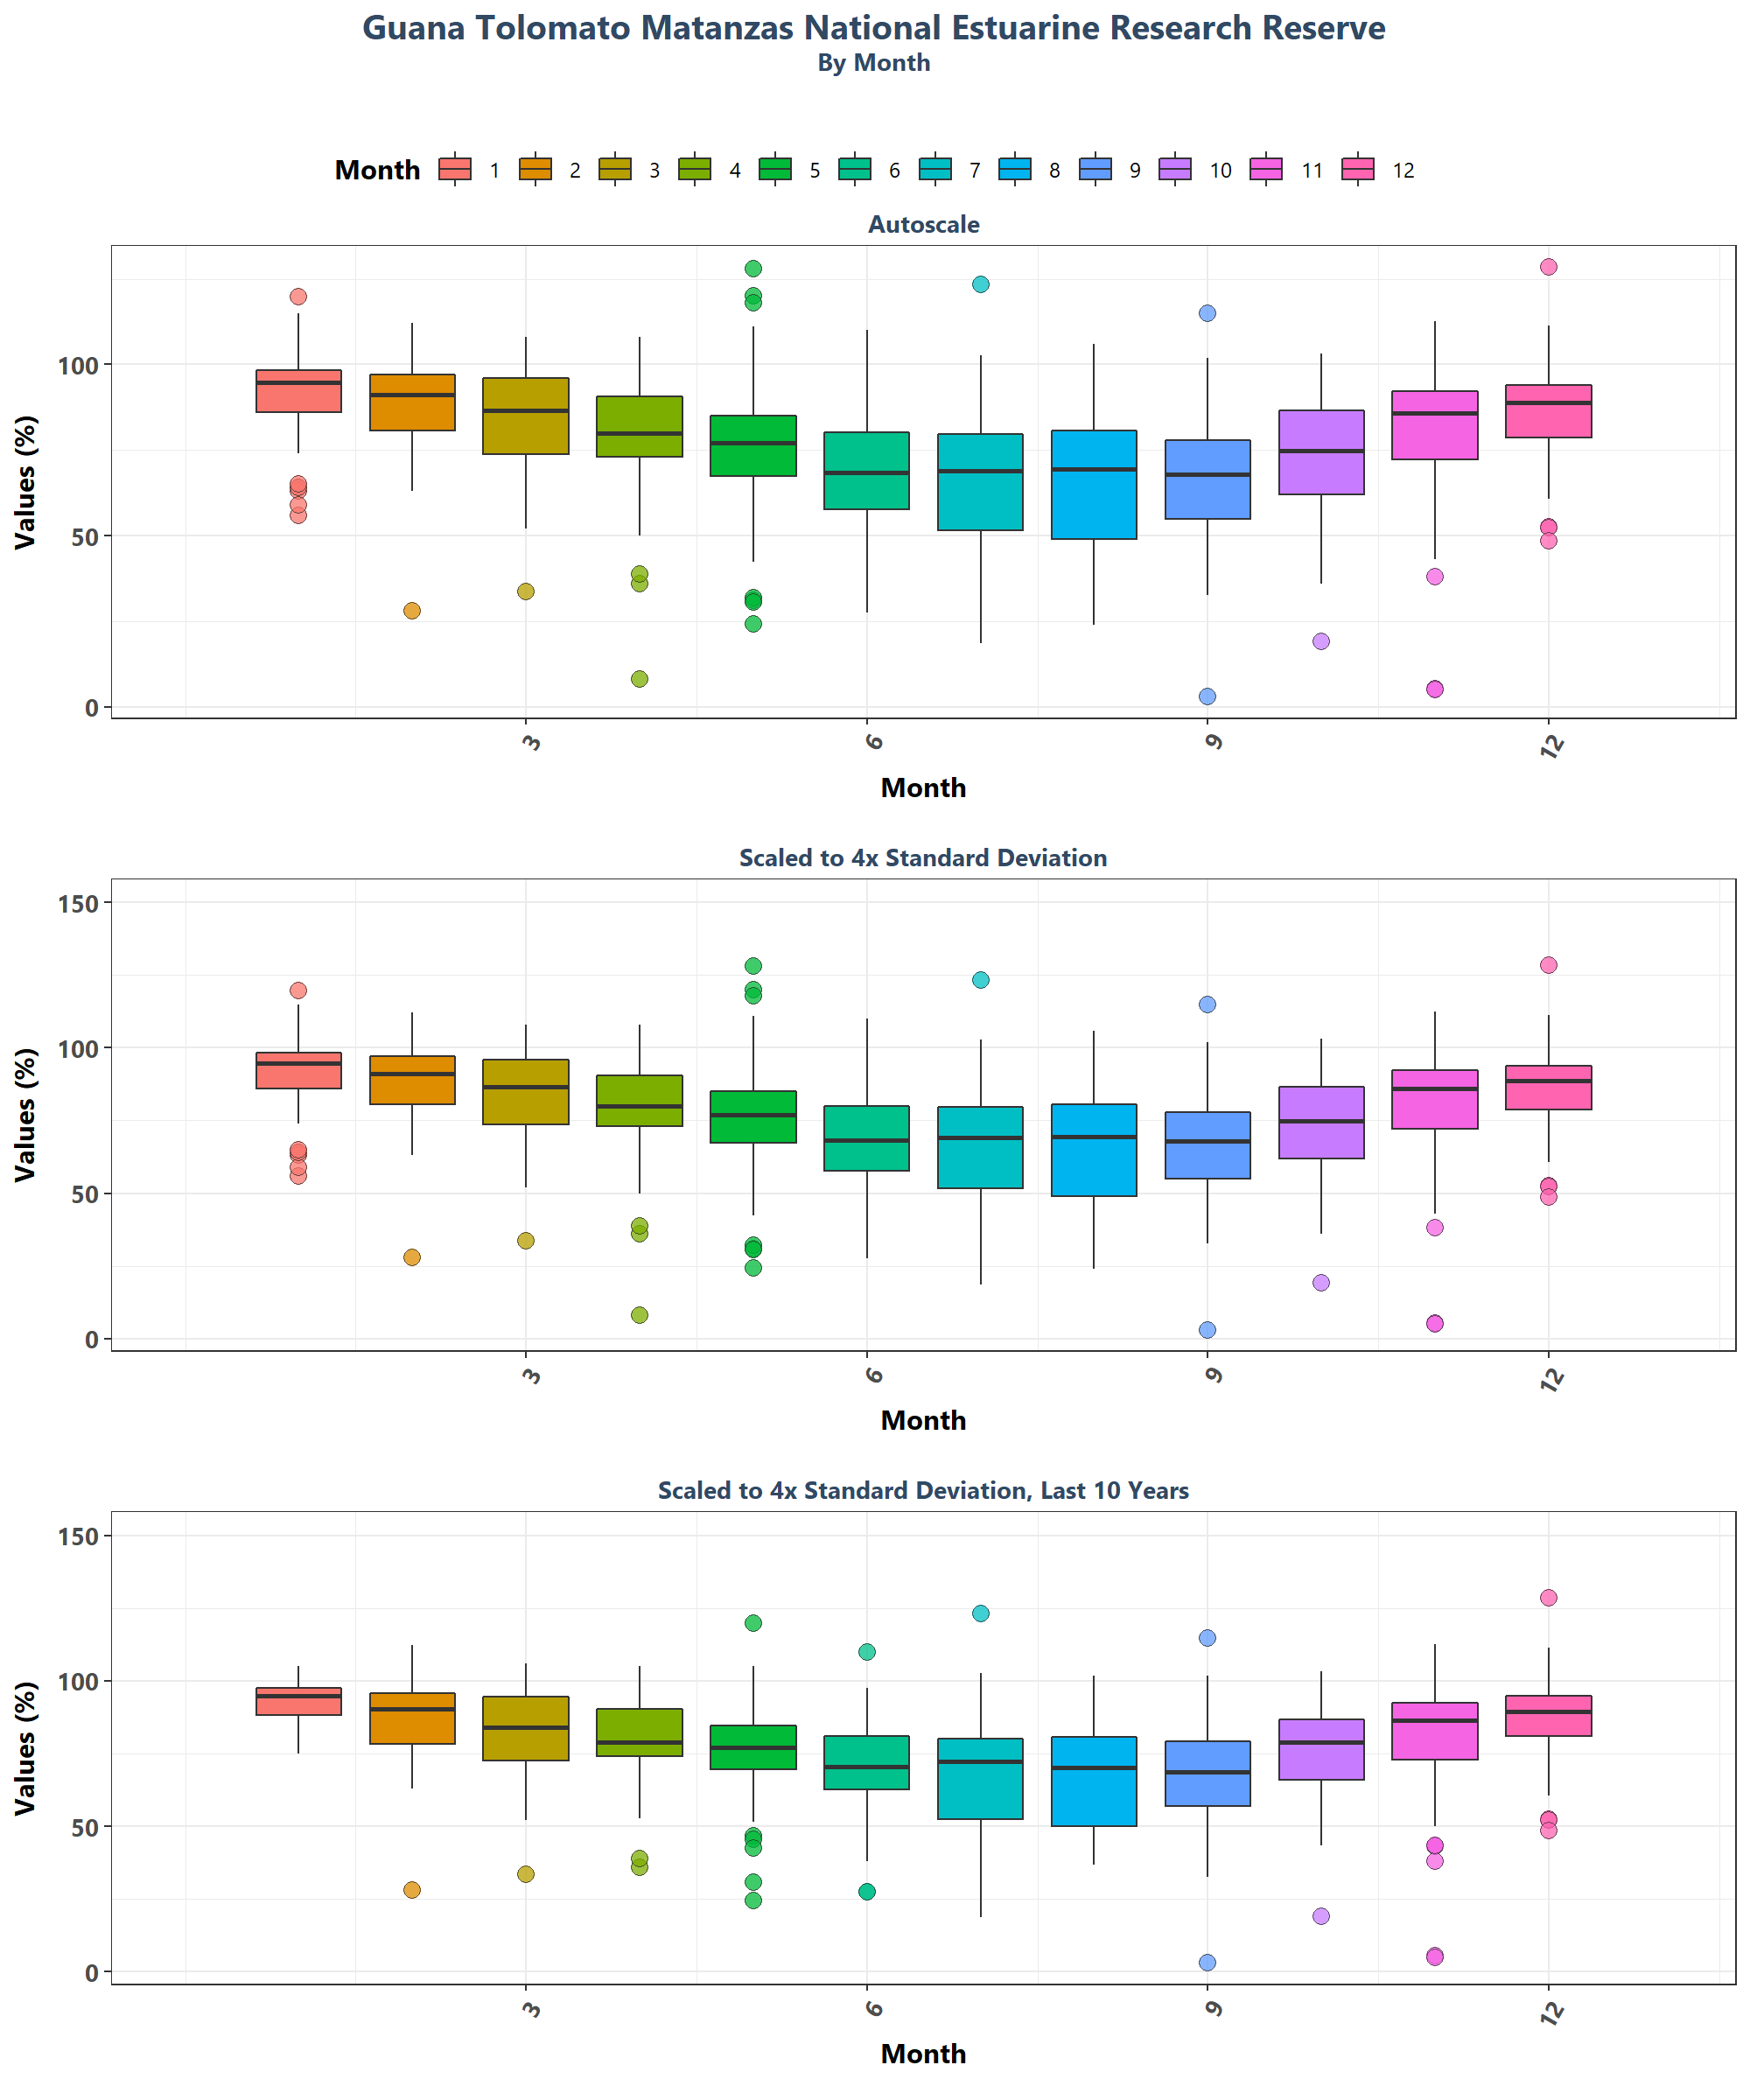 Guana Tolomato Matanzas National Estuarine Research Reserve
By Month
Month 1 2 3 4 5 6 7 8 9 10 11 12
Autoscale
Values (%)
100
50
0
3 6 9 12
Month
Scaled to 4x Standard Deviation
Values (%)
150
100
50
0
3 6 9 12
Month
Scaled to 4x Standard Deviation, Last 10 Years
Values (%)
150
100
50
0
3 6 9 12
Month